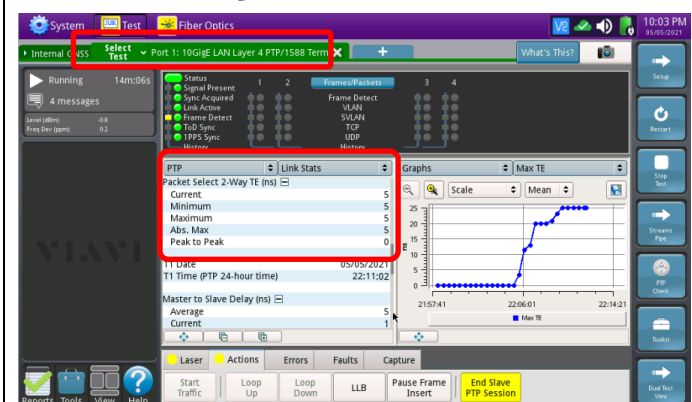 System Test Fiber Optics 10:03 PM
05/05/2021
Internal GNSS Select Test Port 1: 10GigE LAN Layer 4 PTP/1588 Term What's This?
Running 14m:06s
4 messages
Level (dBm) -0.8
Freq Dev (ppm) 0.2
VIAVI
Status
Signal Present
Sync Acquired
Link Active
Frame Detect
ToD Sync
1PPS Sync
History
1 2 Frames/Packets 3 4
Frame Detect
VLAN
SVLAN
TCP
UDP
History
PTP Link Stats
Packet Select 2-Way TE (ns)
Current 5
Minimum 5
Maximum 5
Abs. Max 5
Peak to Peak 0
T1 Date 05/05/2021
T1 Time (PTP 24-hour time) 22:11:02
Master to Slave Delay (ns)
Average 5
Current 1
Graphs Max TE
Scale Mean
25
20
15
10
5
0
ns
21:57:41 22:06:01 22:14:21
Max TE
Laser Actions Errors Faults Capture
Start Traffic
Loop Up
Loop Down
LLB
Pause Frame Insert
End Slave PTP Session
Reports Tools View Help
Setup
Restart
Stop Test
Streams Pipe
PTP Check
Toolkit
Dual Test View